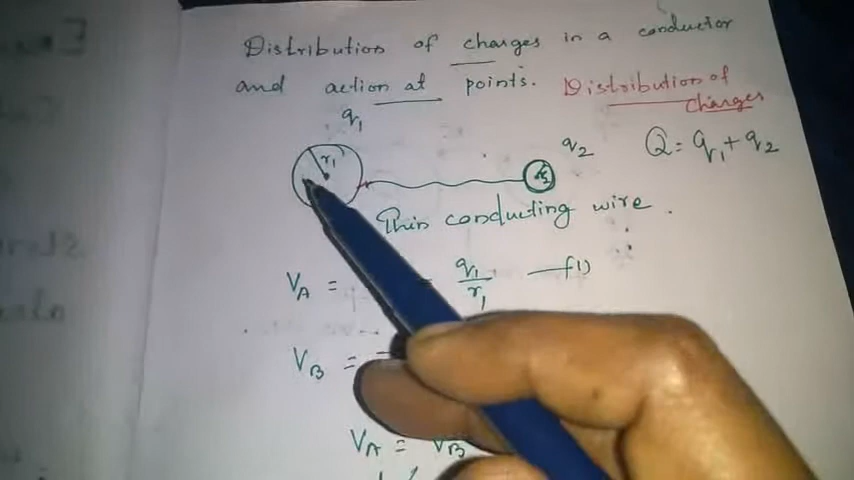 Distribution of charges in a conductor
and action at points. Distribution of
charges
q1
r1
q2
r2
Q = q1 + q2
Thin conducting wire.
VA = = q1/r1 —(1)
VB =
VA = VB